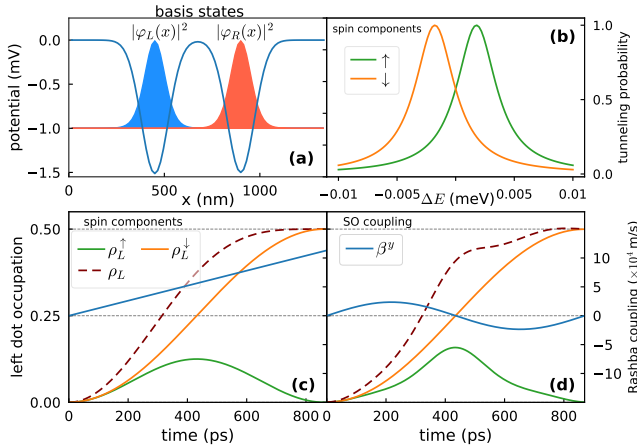 basis states
|φ_L(x)|²
|φ_R(x)|²
0.0
−0.5
−1.0
−1.5
potential (mV)
0
500
1000
x (nm)
(a)
spin components
↑
↓
(b)
1.0
0.5
0.0
tunneling probability
−0.010
−0.005
0.005
0.010
ΔE (meV)
spin components
ρ_L^↑
ρ_L^↓
ρ_L
0.50
0.25
0.00
left dot occupation
0
200
400
600
800
time (ps)
(c)
SO coupling
β^y
10
5
0
−5
−10
Rashba coupling (×10⁴ m/s)
0
200
400
600
800
time (ps)
(d)